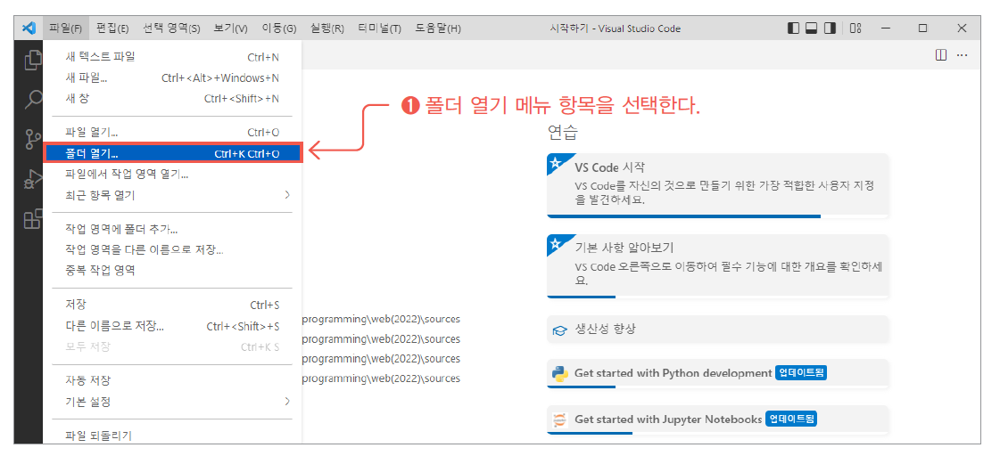 파일(F) 편집(E) 선택 영역(S) 보기(V) 이동(G) 실행(R) 터미널(T) 도움말(H) 시작하기 - Visual Studio Code
새 텍스트 파일 Ctrl+N
새 파일... Ctrl+<Alt>+Windows+N
새 창 Ctrl+<Shift>+N
파일 열기... Ctrl+O
폴더 열기... Ctrl+K Ctrl+O
파일에서 작업 영역 열기...
최근 항목 열기
작업 영역에 폴더 추가...
작업 영역을 다른 이름으로 저장...
중복 작업 영역
저장 Ctrl+S
다른 이름으로 저장... Ctrl+<Shift>+S
모두 저장 Ctrl+K S
자동 저장
기본 설정
파일 되돌리기
❶ 폴더 열기 메뉴 항목을 선택한다.
programming\web(2022)\sources
programming\web(2022)\sources
programming\web(2022)\sources
programming\web(2022)\sources
연습
VS Code 시작
VS Code를 자신의 것으로 만들기 위한 가장 적합한 사용자 지정
을 발견하세요.
기본 사항 알아보기
VS Code 오른쪽으로 이동하여 필수 기능에 대한 개요를 확인하세
요.
생산성 향상
Get started with Python development 업데이트됨
Get started with Jupyter Notebooks 업데이트됨